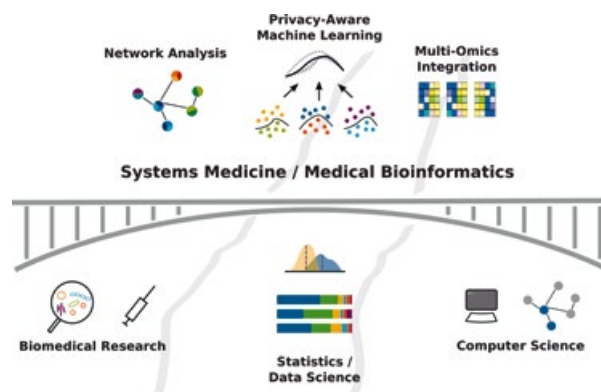 Privacy-Aware
Machine Learning
Network Analysis
Multi-Omics
Integration
Systems Medicine / Medical Bioinformatics
Biomedical Research
Statistics /
Data Science
Computer Science